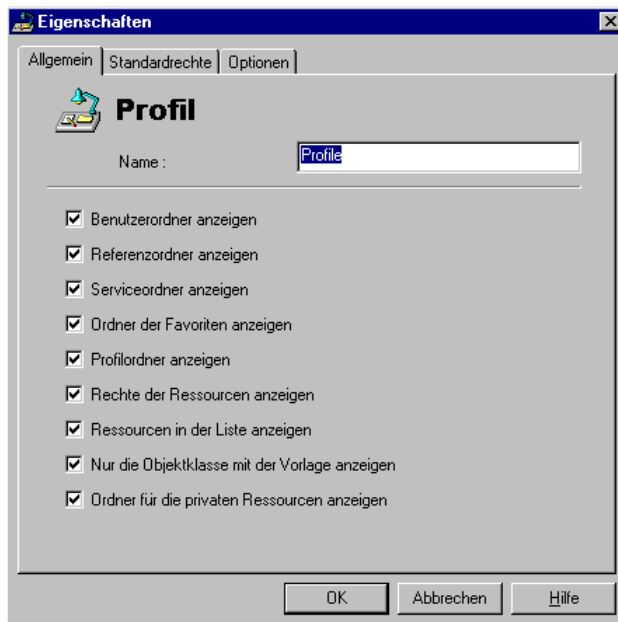 Eigenschaften
Allgemein Standardrechte Optionen
Profil
Name : Profile
Benutzerordner anzeigen
Referenzordner anzeigen
Serviceordner anzeigen
Ordner der Favoriten anzeigen
Profilordner anzeigen
Rechte der Ressourcen anzeigen
Ressourcen in der Liste anzeigen
Nur die Objektklasse mit der Vorlage anzeigen
Ordner für die privaten Ressourcen anzeigen
OK Abbrechen Hilfe